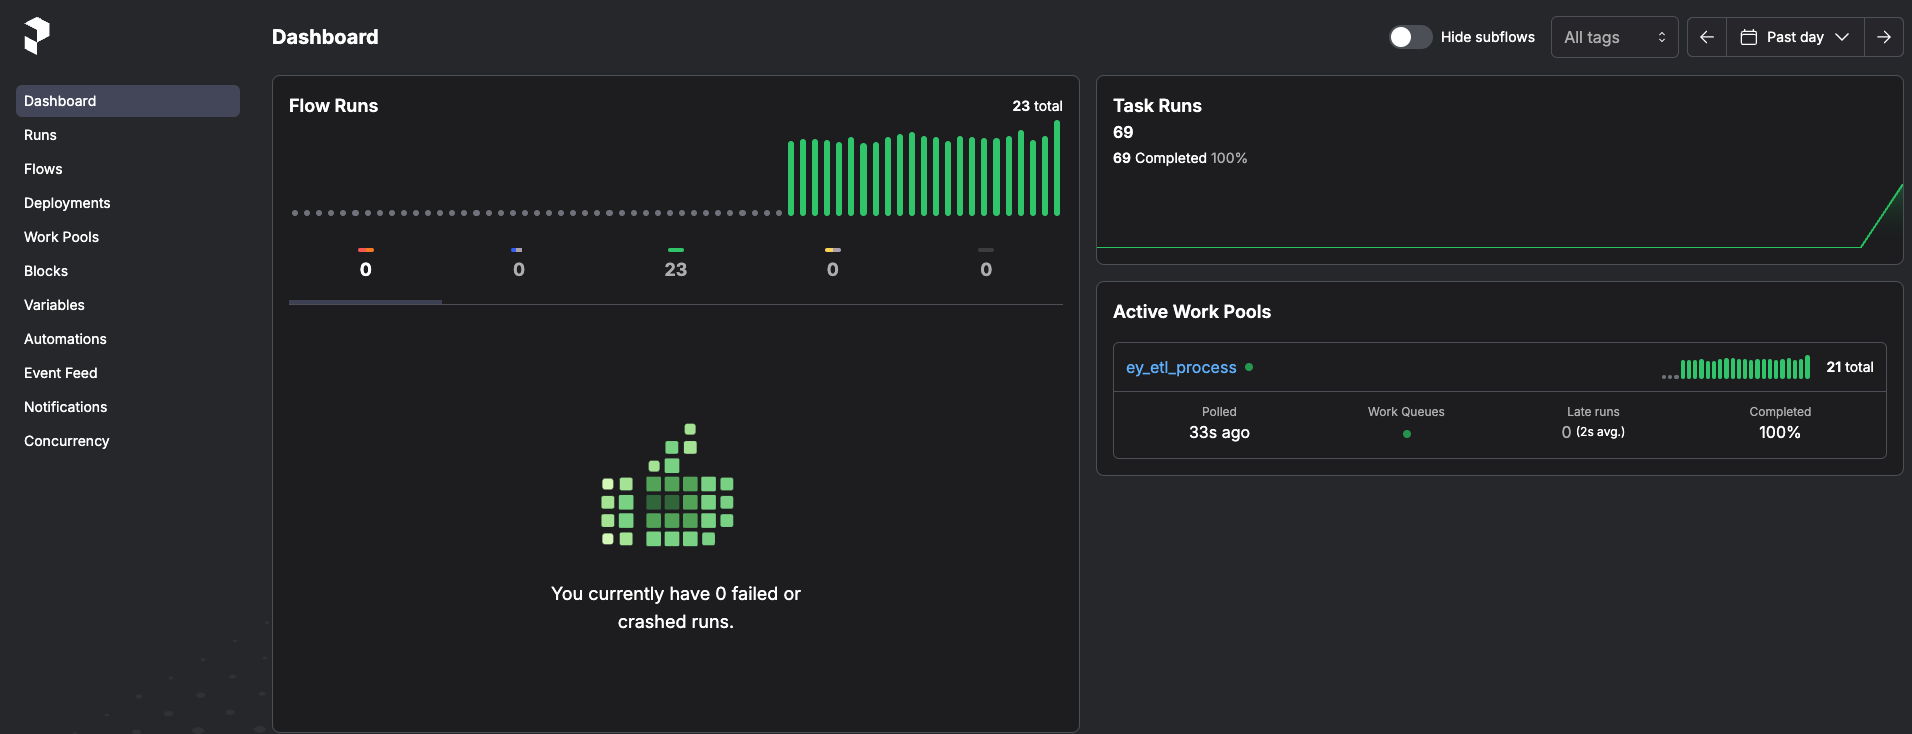 Dashboard
Hide subflows
All tags
Past day
Dashboard
Runs
Flows
Deployments
Work Pools
Blocks
Variables
Automations
Event Feed
Notifications
Concurrency
Flow Runs
23 total
0
0
23
0
0
You currently have 0 failed or
crashed runs.
Task Runs
69
69 Completed 100%
Active Work Pools
ey_etl_process
21 total
Polled
Work Queues
Late runs
Completed
33s ago
0 (2s avg.)
100%